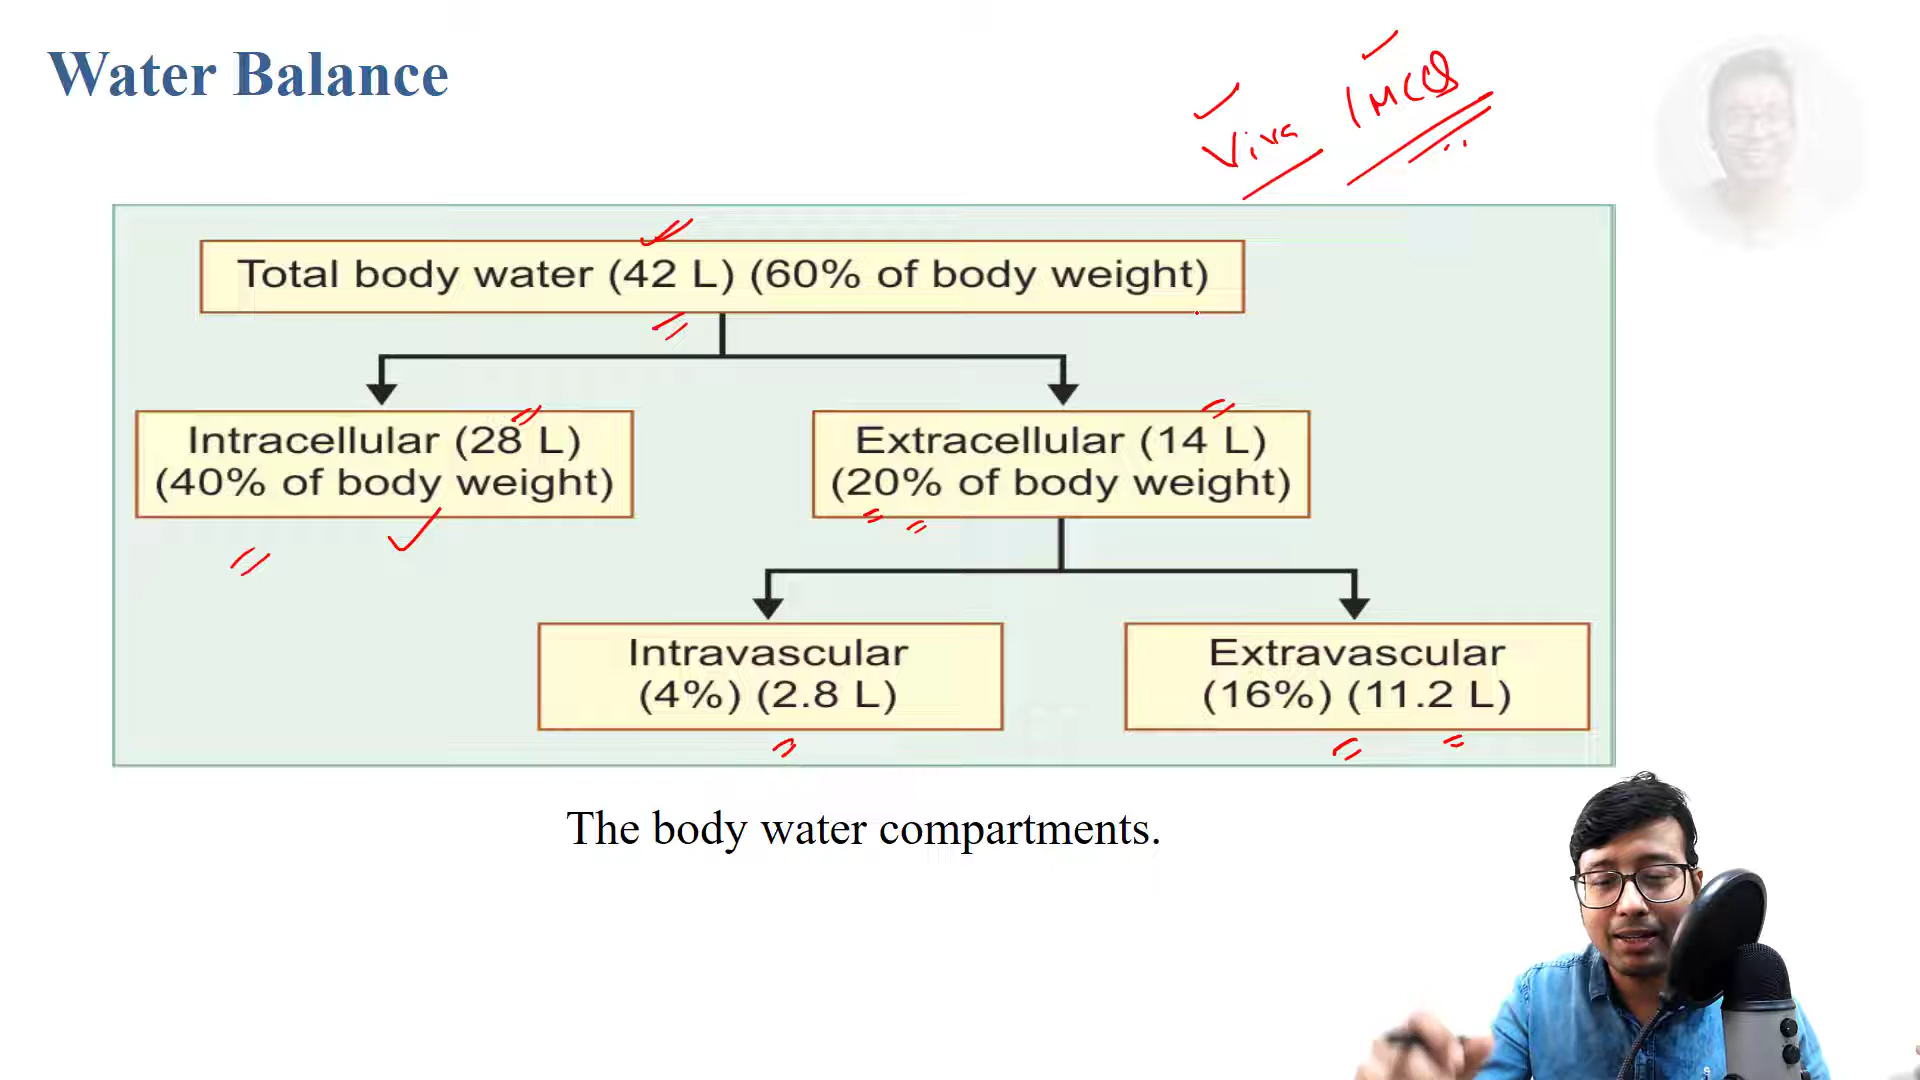 Water Balance
Viva / MCQ
Total body water (42 L) (60% of body weight)
Intracellular (28 L)
(40% of body weight)
Extracellular (14 L)
(20% of body weight)
Intravascular
(4%) (2.8 L)
Extravascular
(16%) (11.2 L)
The body water compartments.